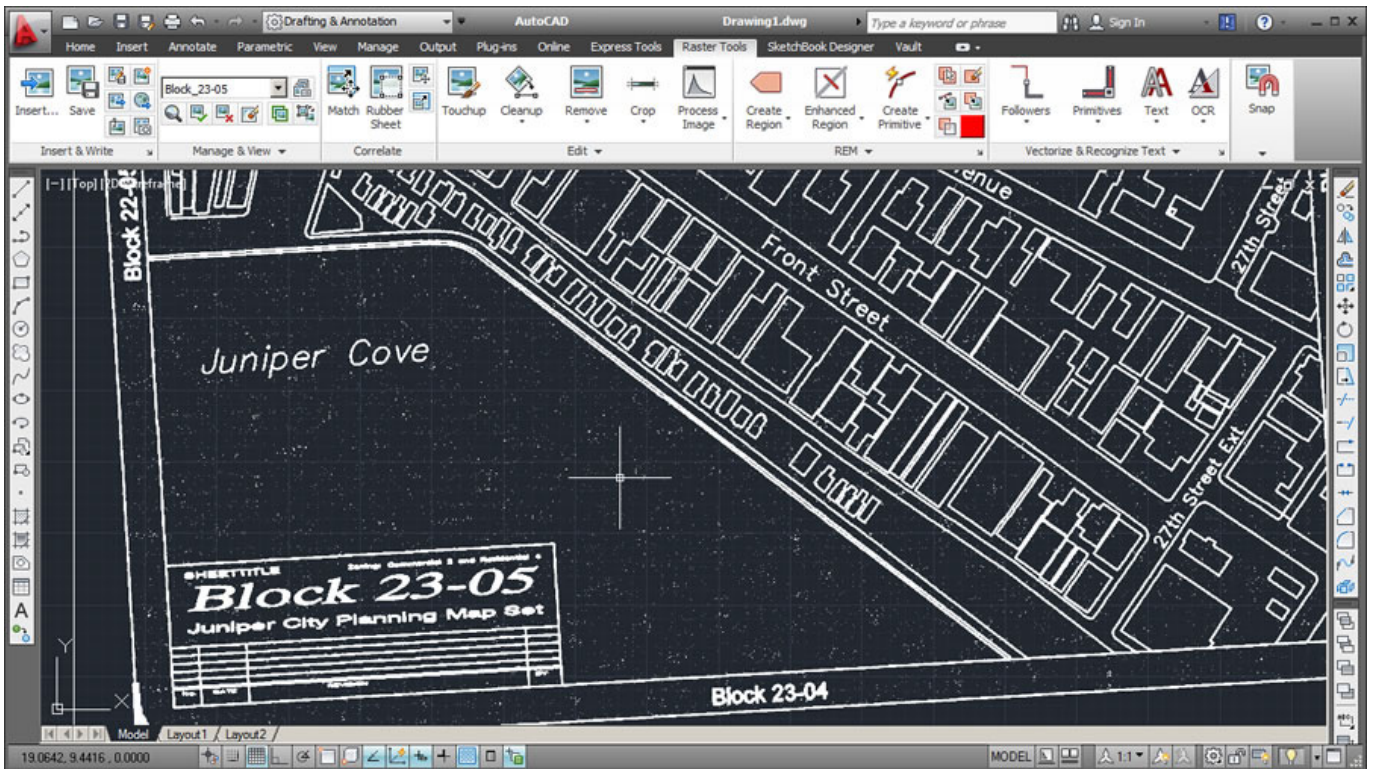 Drafting & Annotation
AutoCAD
Drawing1.dwg
Type a keyword or phrase
Sign In
Home Insert Annotate Parametric View Manage Output Plug-ins Online Express Tools Raster Tools SketchBook Designer Vault
Block_23-05
Insert... Save
Match Rubber Sheet
Touchup Cleanup Remove Crop Process Image
Create Region Enhanced Region Create Primitive
Followers Primitives Text OCR
Snap
Insert & Write Manage & View Correlate Edit REM Vectorize & Recognize Text
[−][Top]
Block 22-05
enue
27th Street
Front Street
Juniper Cove
27th Street Ext
SHEETTITLE
Block 23-05
Juniper City Planning Map Set
No. DATE REVISION BY
Block 23-04
Y
X
A
Model Layout1 Layout2
19.0642, 9.4416 , 0.0000
MODEL
1:1